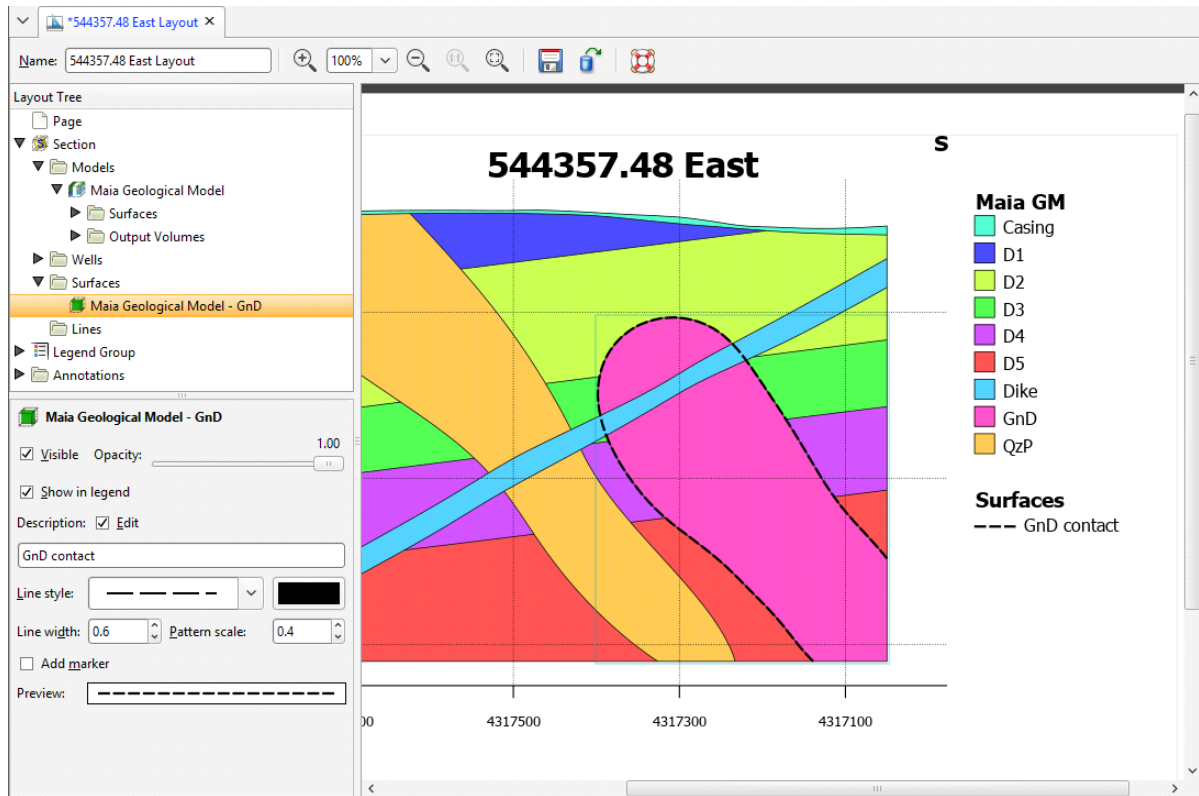 *544357.48 East Layout
Name: 544357.48 East Layout 100% 1:1
Layout Tree
Page
Section
Models
Maia Geological Model
Surfaces
Output Volumes
Wells
Surfaces
Maia Geological Model - GnD
Lines
Legend Group
Annotations
Maia Geological Model - GnD
Visible Opacity: 1.00
Show in legend
Description: Edit
GnD contact
Line style:
Line width: 0.6 Pattern scale: 0.4
Add marker
Preview:
S
544357.48 East
Maia GM
Casing
D1
D2
D3
D4
D5
Dike
GnD
QzP
Surfaces
GnD contact
00 4317500 4317300 4317100